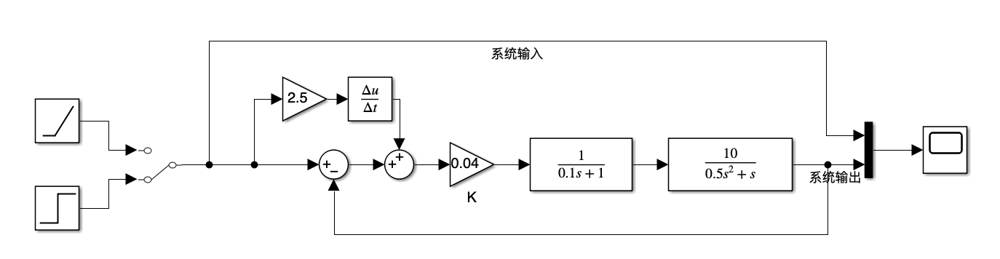 系统输入
2.5
Δu
Δt
+
−
+
+
0.04
K
1
0.1s + 1
10
0.5s² + s
系统输出